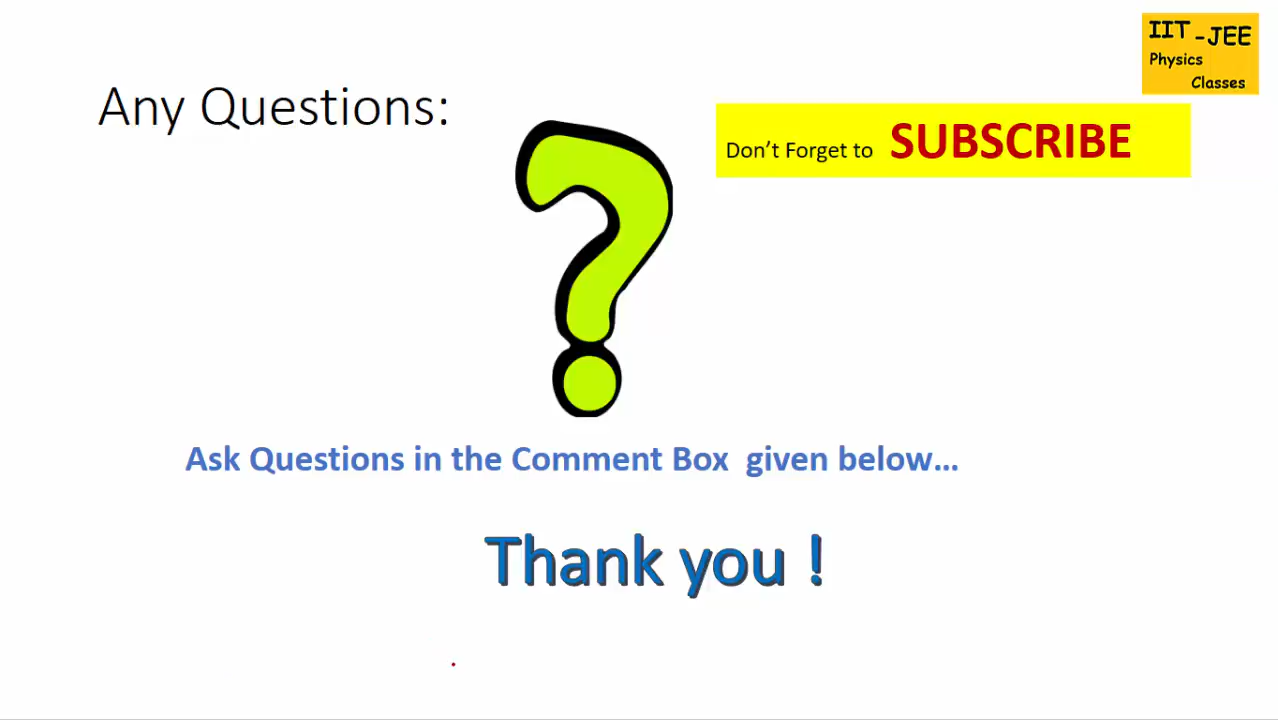 IIT -JEE
Physics
Classes
Any Questions:
Don't Forget to SUBSCRIBE
?
Ask Questions in the Comment Box given below...
Thank you !